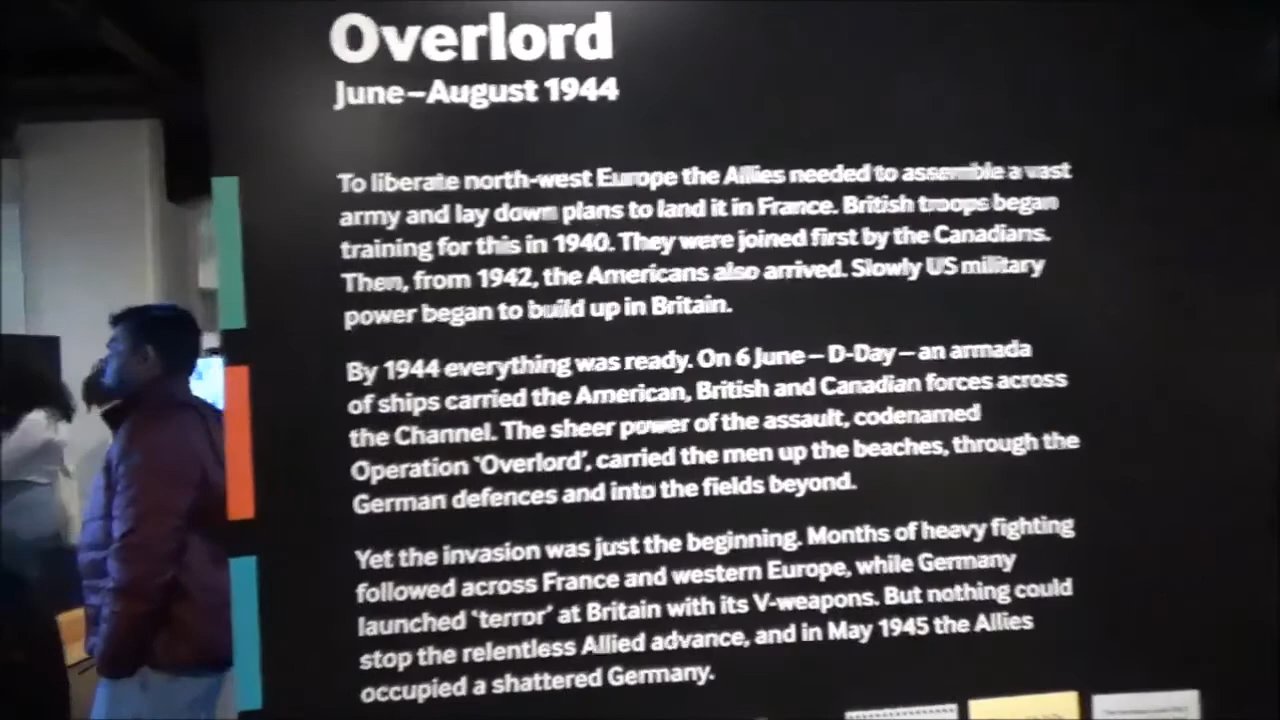 Overlord
June–August 1944
To liberate north-west Europe the Allies needed to assemble a vast
army and lay down plans to land it in France. British troops began
training for this in 1940. They were joined first by the Canadians.
Then, from 1942, the Americans also arrived. Slowly US military
power began to build up in Britain.
By 1944 everything was ready. On 6 June – D-Day – an armada
of ships carried the American, British and Canadian forces across
the Channel. The sheer power of the assault, codenamed
Operation ‘Overlord’, carried the men up the beaches, through the
German defences and into the fields beyond.
Yet the invasion was just the beginning. Months of heavy fighting
followed across France and western Europe, while Germany
launched ‘terror’ at Britain with its V-weapons. But nothing could
stop the relentless Allied advance, and in May 1945 the Allies
occupied a shattered Germany.